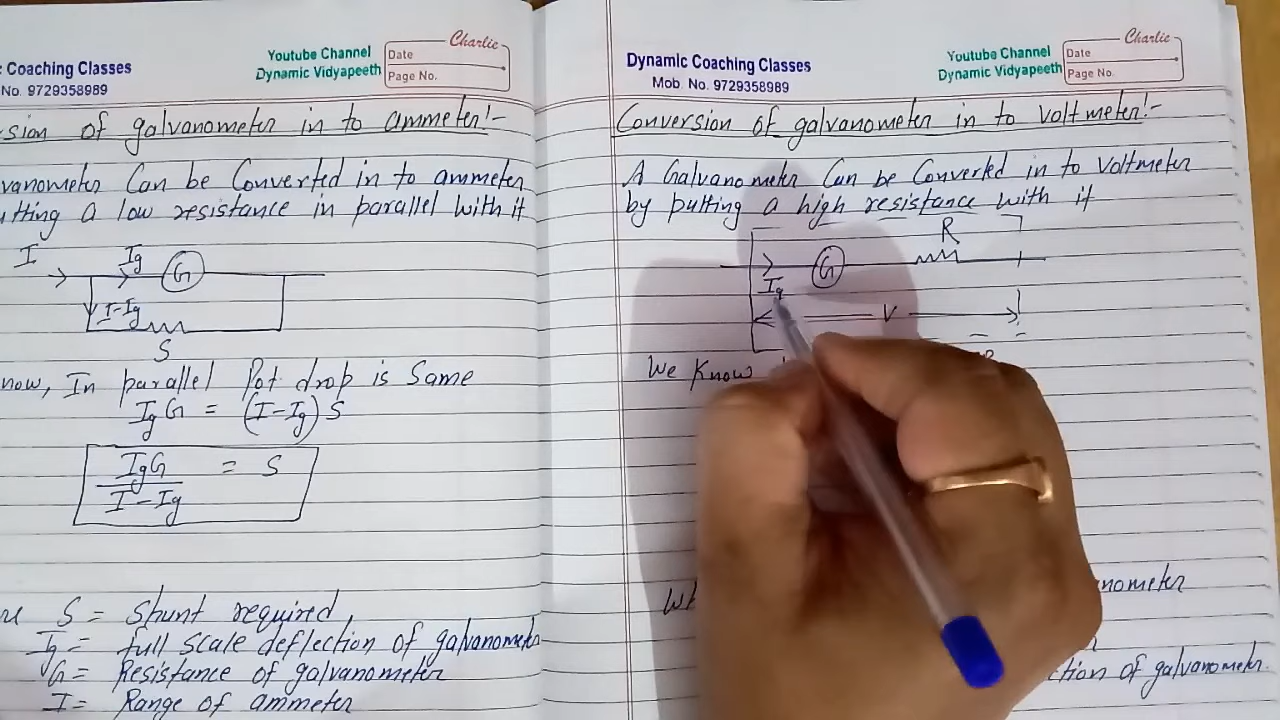 : Coaching Classes
No. 9729358989
Youtube Channel
Dynamic Vidyapeeth
Charlie
Date
Page No.
sion of galvanometer in to ammeter!-
vanometer Can be Converted in to ammeter
utting a low resistance in parallel with it
I
Ig
G
I-Ig
S
now, In parallel Pot drop is Same
IgG = (I-Ig) S
IgG = S
I-Ig
S = Shunt required,
Ig = full scale deflection of galvanomete
G = Resistance of galvanometer
I = Range of ammeter
Dynamic Coaching Classes
Mob. No. 9729358989
Youtube Channel
Dynamic Vidyapeeth
Charlie
Date
Page No.
Conversion of galvanometer in to voltmeter!-
A Galvanometer Can be Converted in to voltmeter
by putting a high resistance with it
R
G
Ig
V
We Know
Wh
nometer
ction of galvanometer.